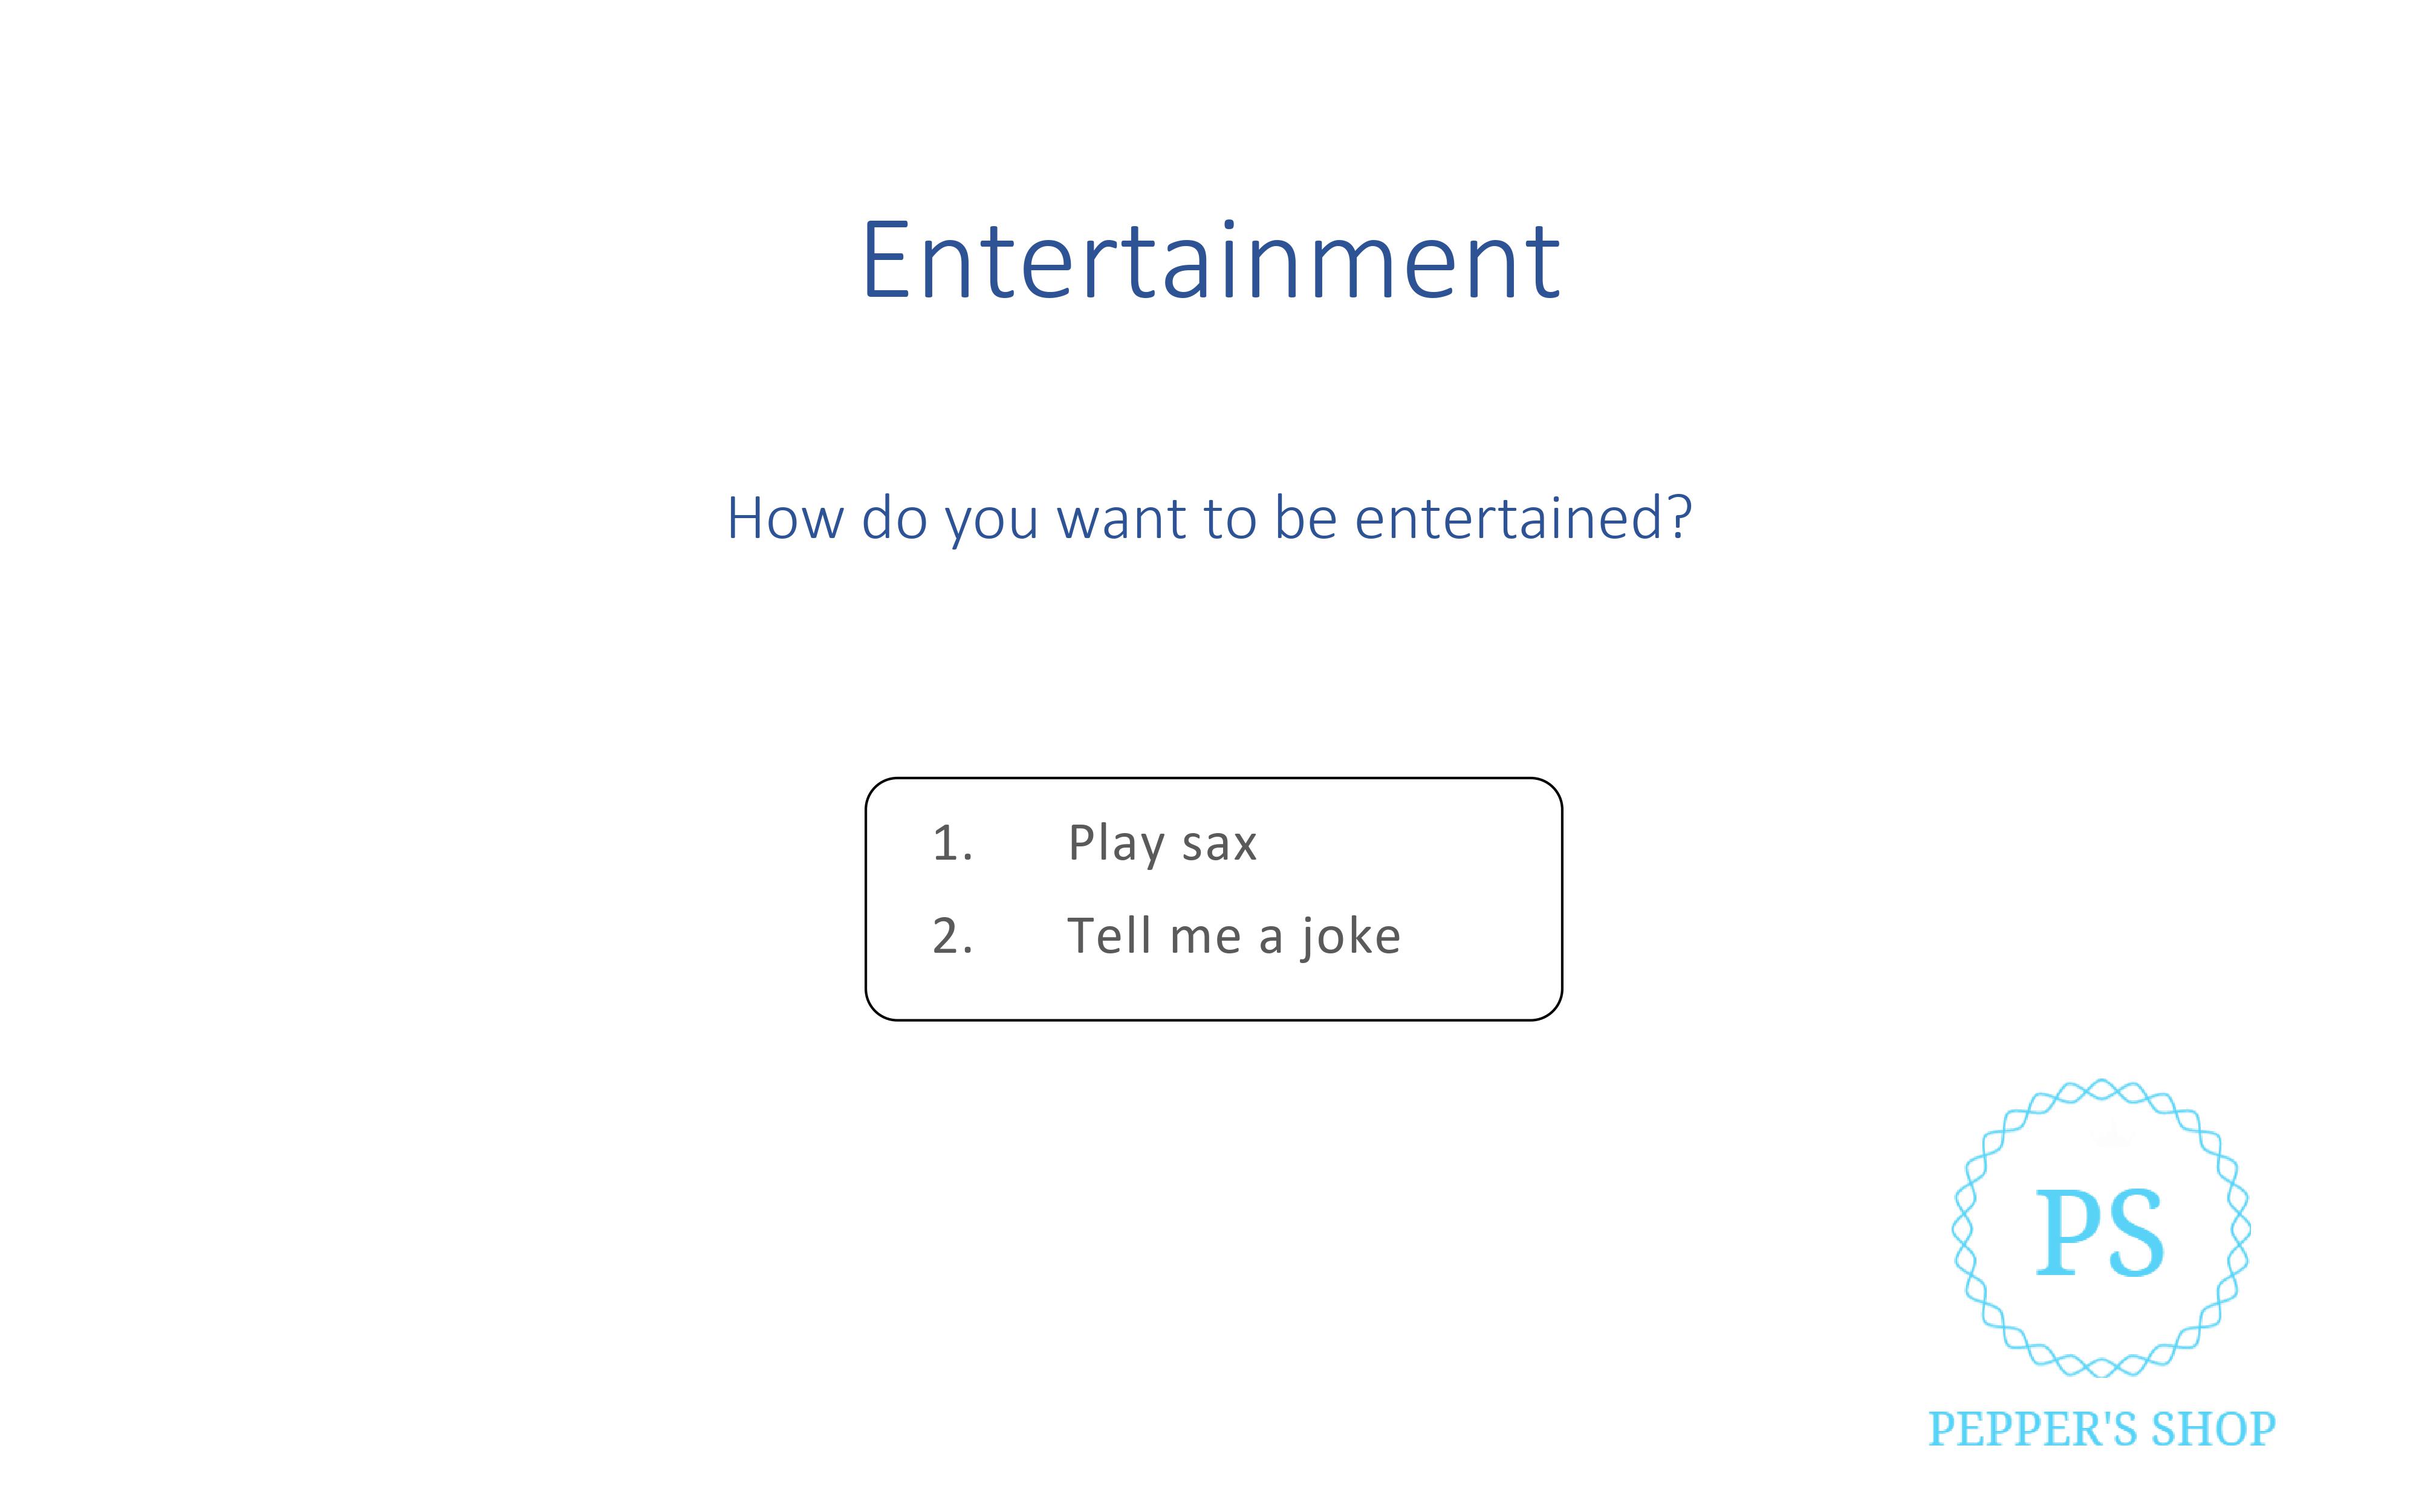 Entertainment
How do you want to be entertained?
1. Play sax
2. Tell me a joke
PS
PEPPER'S SHOP